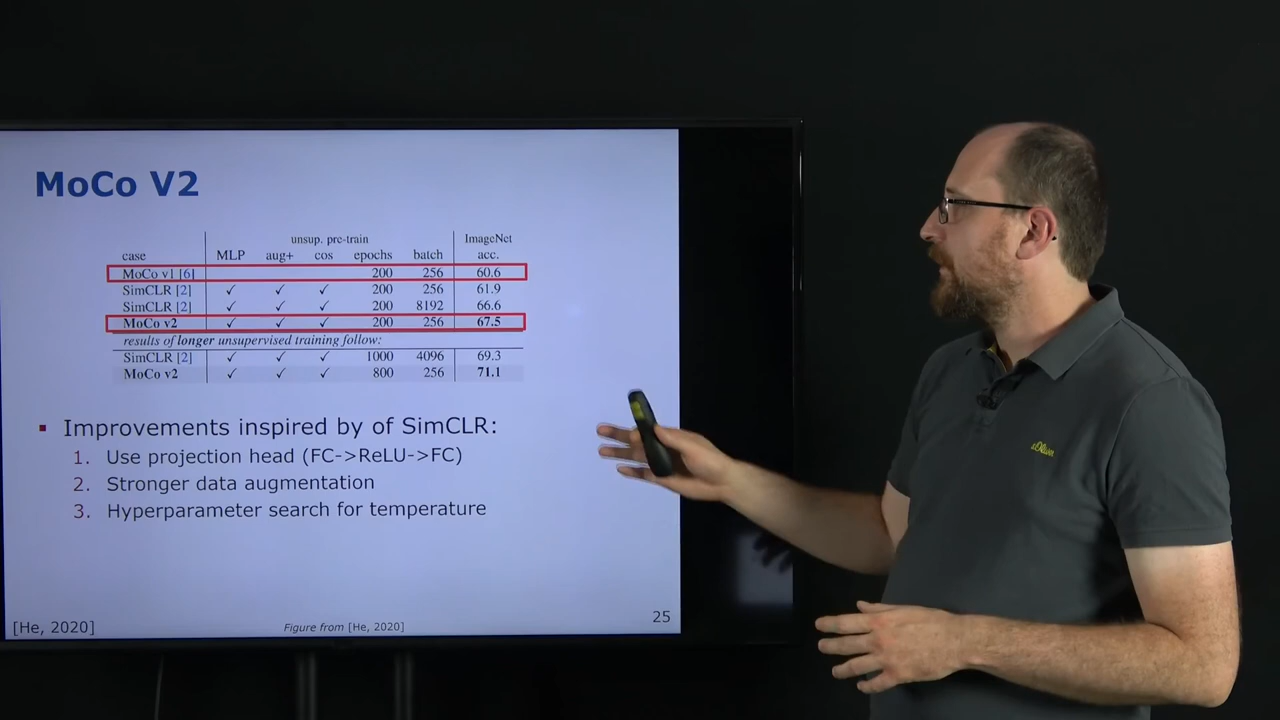 MoCo V2
unsup. pre-train ImageNet
case MLP aug+ cos epochs batch acc.
MoCo v1 [6] 200 256 60.6
SimCLR [2] ✓ ✓ ✓ 200 256 61.9
SimCLR [2] ✓ ✓ ✓ 200 8192 66.6
MoCo v2 ✓ ✓ ✓ 200 256 67.5
results of longer unsupervised training follow:
SimCLR [2] ✓ ✓ ✓ 1000 4096 69.3
MoCo v2 ✓ ✓ ✓ 800 256 71.1
Improvements inspired by of SimCLR:
1. Use projection head (FC->ReLU->FC)
2. Stronger data augmentation
3. Hyperparameter search for temperature
[He, 2020]
Figure from [He, 2020]
25
s.Oliver